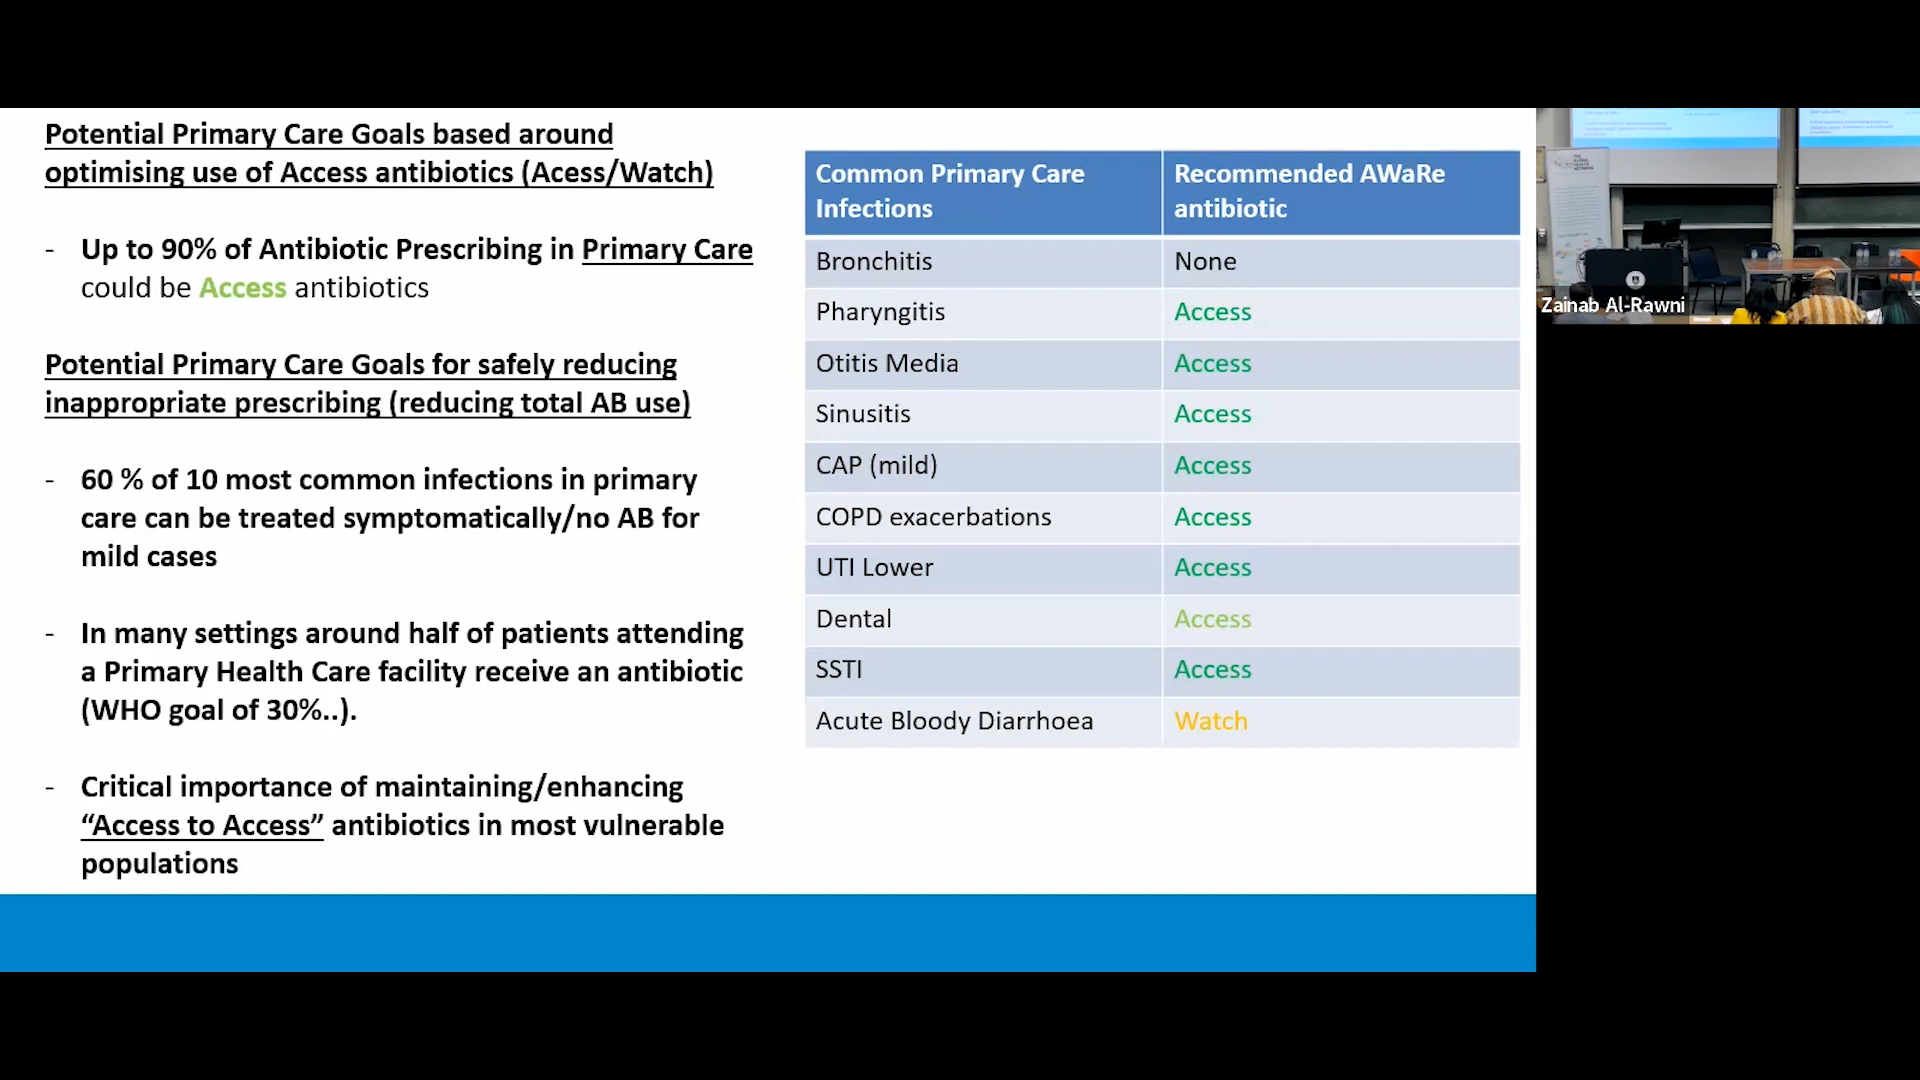 Potential Primary Care Goals based around
optimising use of Access antibiotics (Acess/Watch)
- Up to 90% of Antibiotic Prescribing in Primary Care
could be Access antibiotics
Potential Primary Care Goals for safely reducing
inappropriate prescribing (reducing total AB use)
- 60 % of 10 most common infections in primary
care can be treated symptomatically/no AB for
mild cases
- In many settings around half of patients attending
a Primary Health Care facility receive an antibiotic
(WHO goal of 30%..).
- Critical importance of maintaining/enhancing
“Access to Access” antibiotics in most vulnerable
populations
Common Primary Care Infections
Recommended AWaRe antibiotic
Bronchitis None
Pharyngitis Access
Otitis Media Access
Sinusitis Access
CAP (mild) Access
COPD exacerbations Access
UTI Lower Access
Dental Access
SSTI Access
Acute Bloody Diarrhoea Watch
Zainab Al-Rawni